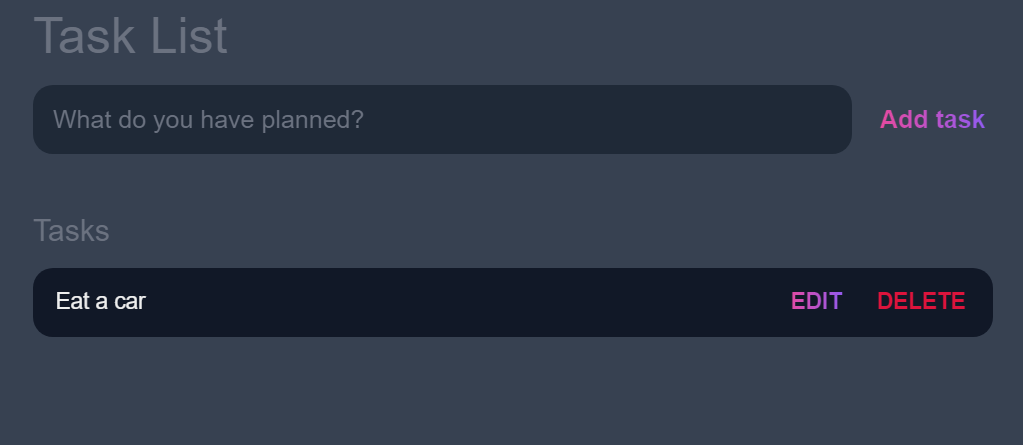 Task List
What do you have planned? Add task
Tasks
Eat a car EDIT DELETE